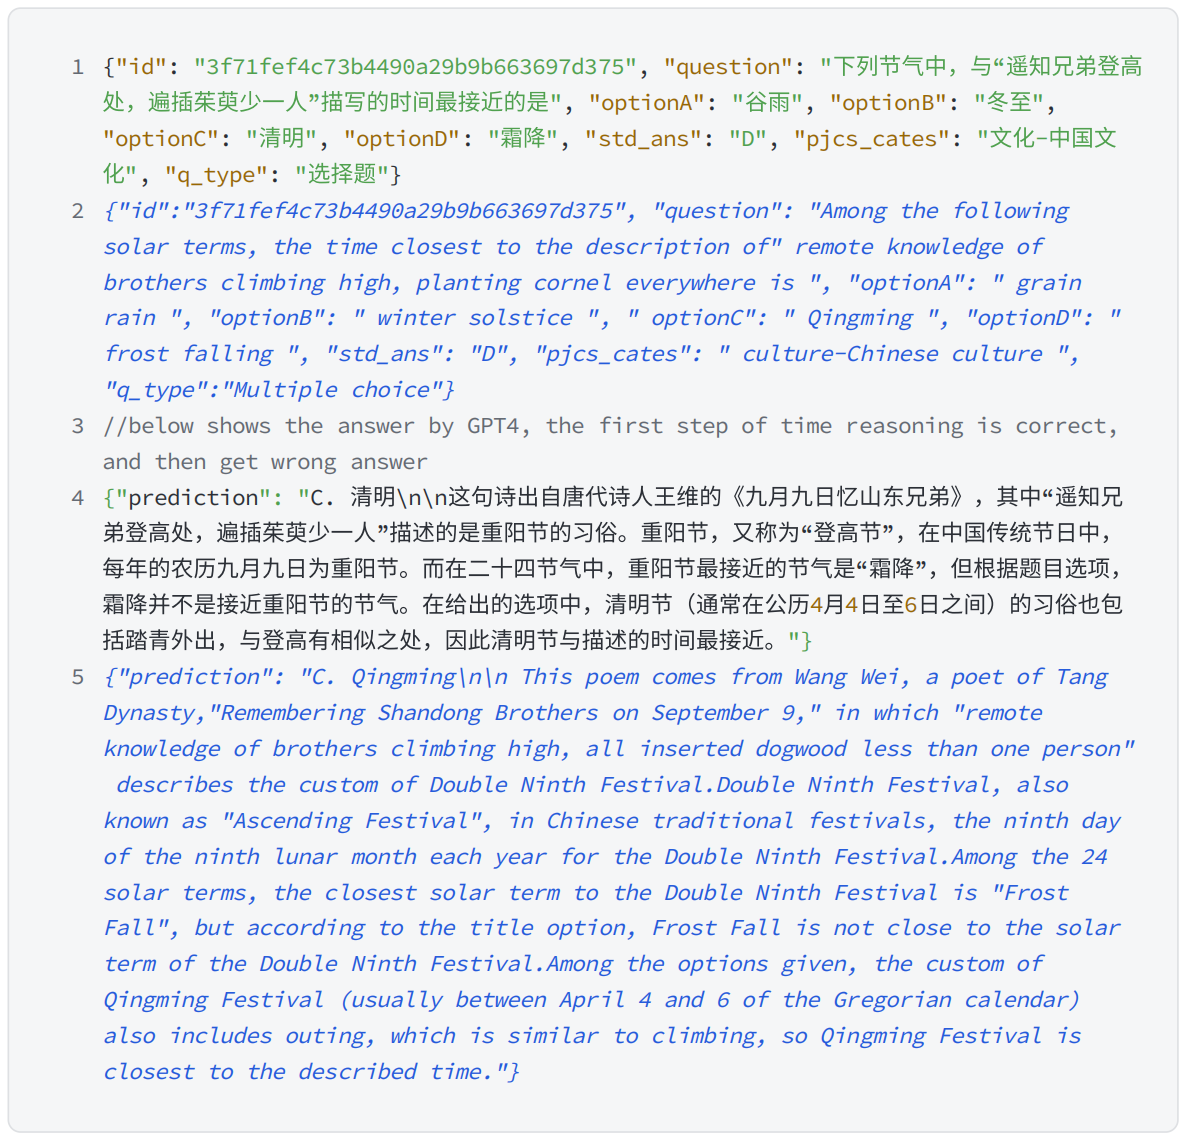 1 {"id": "3f71fef4c73b4490a29b9b663697d375", "question": "下列节气中，与“遥知兄弟登高
处，遍插茱萸少一人”描写的时间最接近的是", "optionA": "谷雨", "optionB": "冬至",
"optionC": "清明", "optionD": "霜降", "std_ans": "D", "pjcs_cates": "文化-中国文
化", "q_type": "选择题"}
2 {"id":"3f71fef4c73b4490a29b9b663697d375", "question": "Among the following
solar terms, the time closest to the description of" remote knowledge of
brothers climbing high, planting cornel everywhere is ", "optionA": " grain
rain ", "optionB": " winter solstice ", " optionC": " Qingming ", "optionD": "
frost falling ", "std_ans": "D", "pjcs_cates": " culture-Chinese culture ",
"q_type":"Multiple choice"}
3 //below shows the answer by GPT4, the first step of time reasoning is correct,
and then get wrong answer
4 {"prediction": "C. 清明\n\n这句诗出自唐代诗人王维的《九月九日忆山东兄弟》，其中“遥知兄
弟登高处，遍插茱萸少一人”描述的是重阳节的习俗。重阳节，又称为“登高节”，在中国传统节日中，
每年的农历九月九日为重阳节。而在二十四节气中，重阳节最接近的节气是“霜降”，但根据题目选项，
霜降并不是接近重阳节的节气。在给出的选项中，清明节（通常在公历4月4日至6日之间）的习俗也包
括踏青外出，与登高有相似之处，因此清明节与描述的时间最接近。"}
5 {"prediction": "C. Qingming\n\n This poem comes from Wang Wei, a poet of Tang
Dynasty,"Remembering Shandong Brothers on September 9," in which "remote
knowledge of brothers climbing high, all inserted dogwood less than one person"
describes the custom of Double Ninth Festival.Double Ninth Festival, also
known as "Ascending Festival", in Chinese traditional festivals, the ninth day
of the ninth lunar month each year for the Double Ninth Festival.Among the 24
solar terms, the closest solar term to the Double Ninth Festival is "Frost
Fall", but according to the title option, Frost Fall is not close to the solar
term of the Double Ninth Festival.Among the options given, the custom of
Qingming Festival (usually between April 4 and 6 of the Gregorian calendar)
also includes outing, which is similar to climbing, so Qingming Festival is
closest to the described time."}